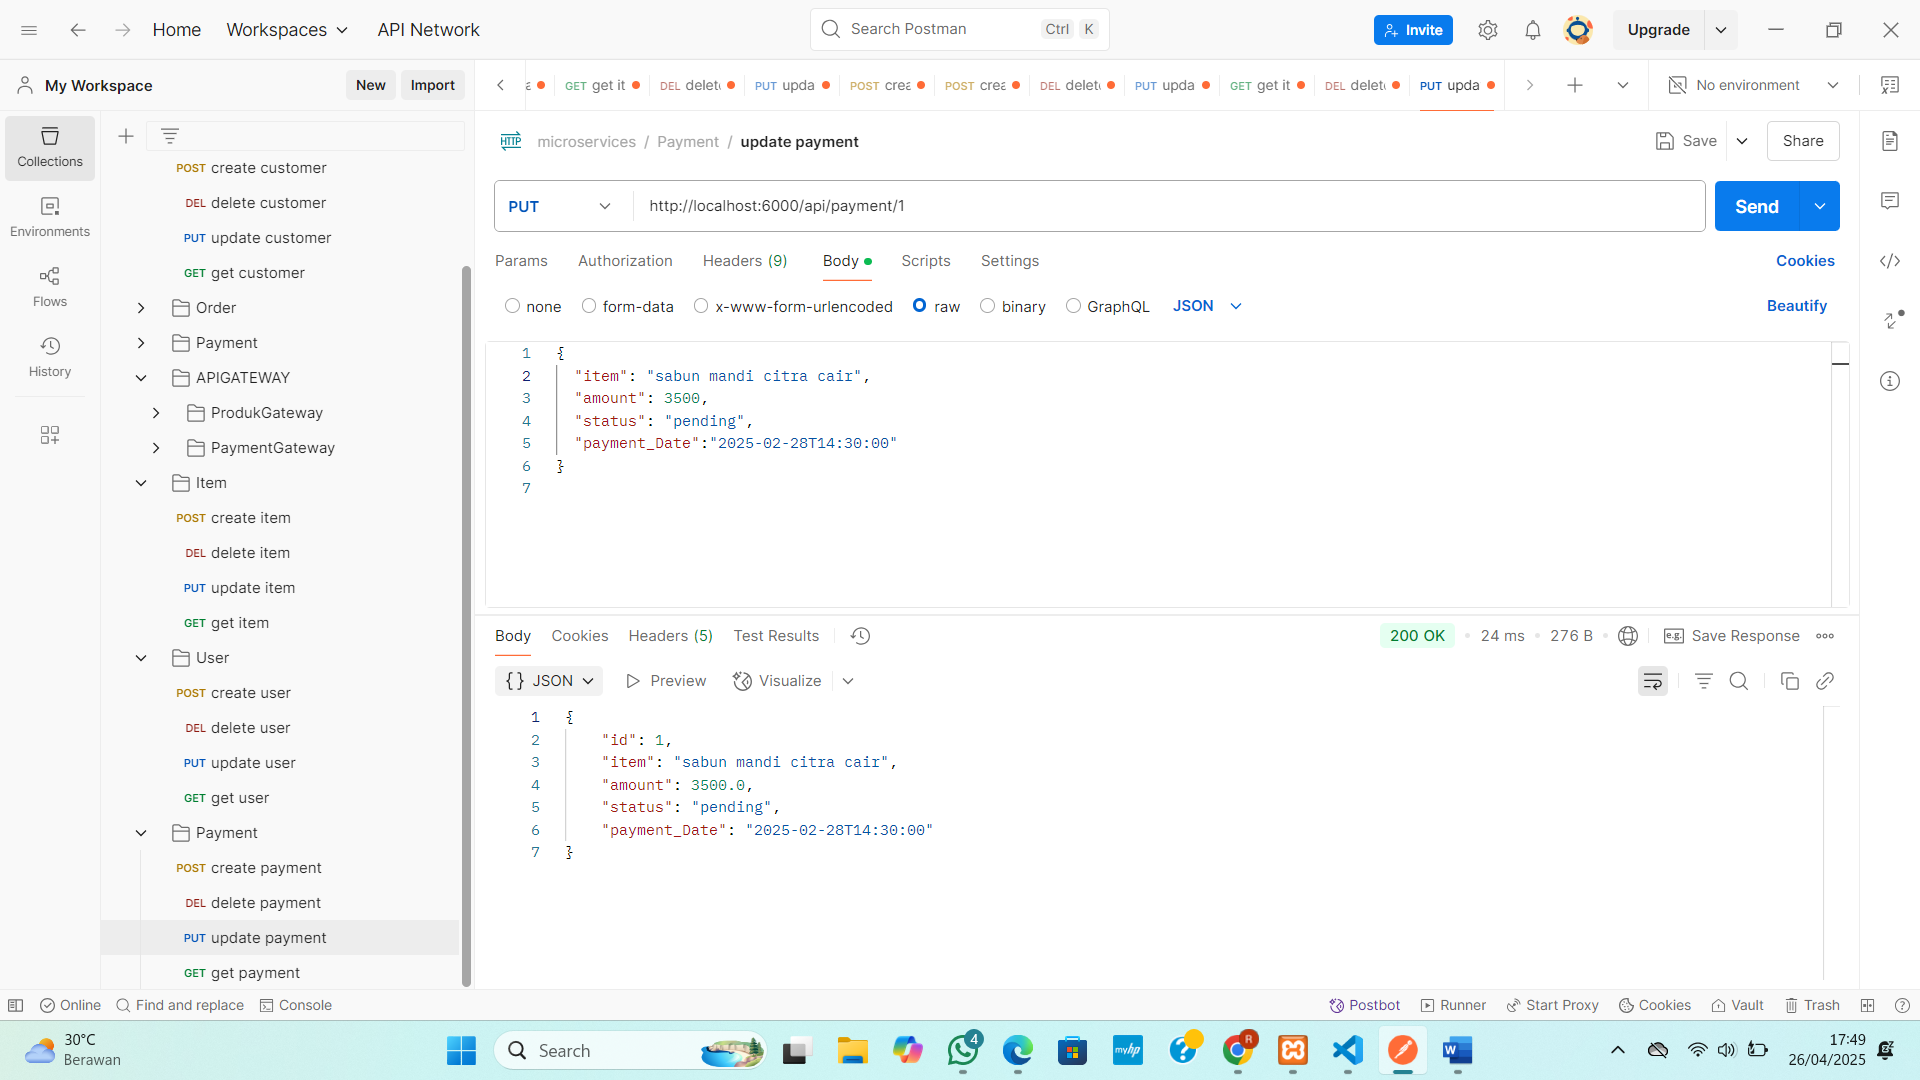 Home
Workspaces
API Network
Search Postman
Ctrl K
Invite
Upgrade
My Workspace
New
Import
GET get it
DEL delet
PUT upda
POST crea
POST crea
DEL delet
PUT upda
GET get it
DEL delet
PUT upda
No environment
Collections
Environments
Flows
History
POST create customer
DEL delete customer
PUT update customer
GET get customer
Order
Payment
APIGATEWAY
ProdukGateway
PaymentGateway
Item
POST create item
DEL delete item
PUT update item
GET get item
User
POST create user
DEL delete user
PUT update user
GET get user
Payment
POST create payment
DEL delete payment
PUT update payment
GET get payment
HTTP microservices / Payment / update payment
Save
Share
PUT
http://localhost:6000/api/payment/1
Send
Params Authorization Headers (9) Body Scripts Settings
Cookies
none form-data x-www-form-urlencoded raw binary GraphQL JSON
Beautify
1 {
2 "item": "sabun mandi citra cair",
3 "amount": 3500,
4 "status": "pending",
5 "payment_Date":"2025-02-28T14:30:00"
6 }
7
Body Cookies Headers (5) Test Results
200 OK • 24 ms • 276 B •
e.g. Save Response
{} JSON Preview Visualize
1 {
2 "id": 1,
3 "item": "sabun mandi citra cair",
4 "amount": 3500.0,
5 "status": "pending",
6 "payment_Date": "2025-02-28T14:30:00"
7 }
Online Find and replace Console
Postbot Runner Start Proxy Cookies Vault Trash
30°C
Berawan
Search
4
myhp
R
17:49
26/04/2025